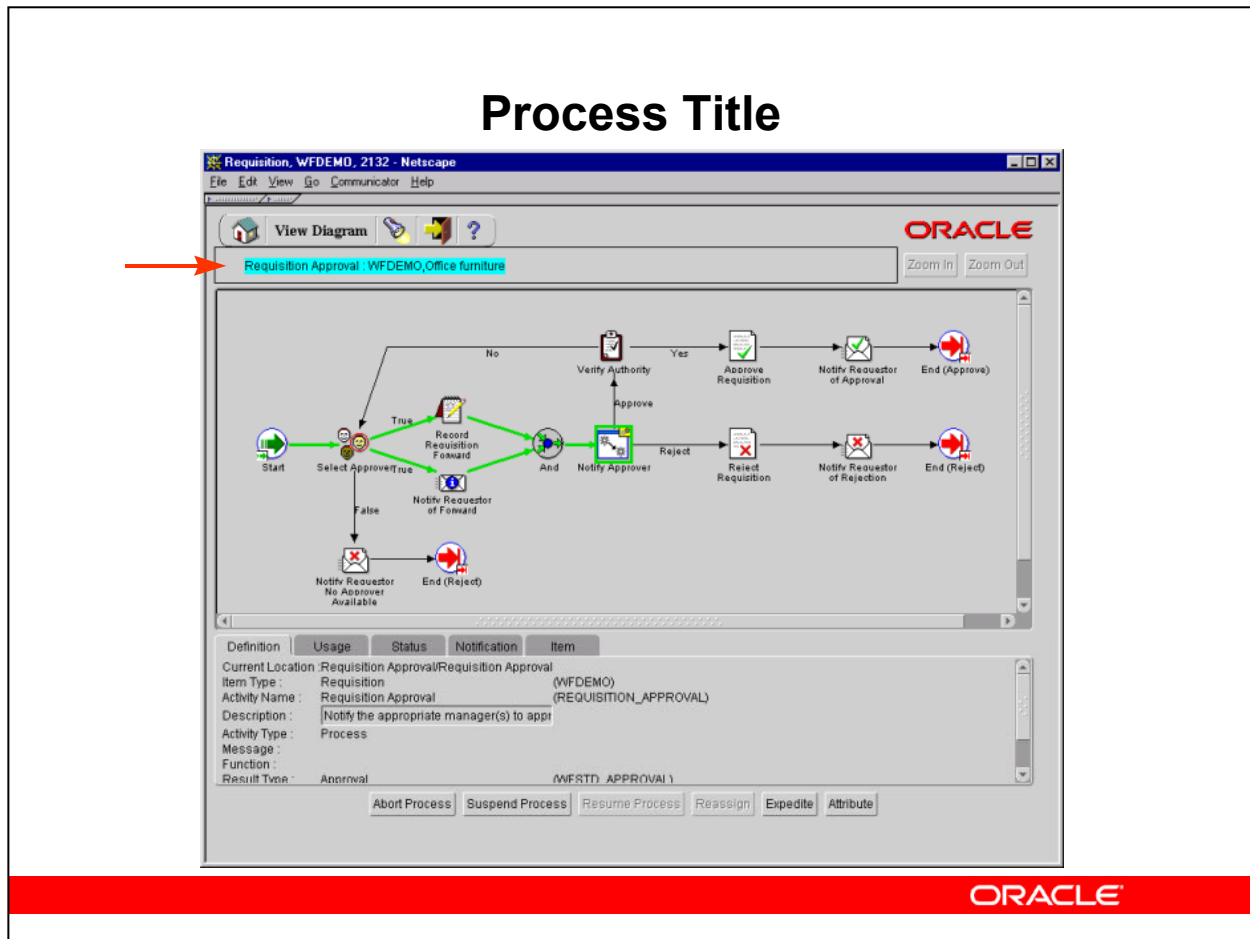 Process Title
Requisition, WFDEMO, 2132 - Netscape
File Edit View Go Communicator Help
View Diagram ?
ORACLE
Requisition Approval : WFDEMO,Office furniture
Zoom In Zoom Out
No
Yes
Verify Authority
Approve
Requisition
Notify Requestor
of Approval
End (Approve)
Approve
True
Record
Requisition
Forward
Start
Select Approver
True
And
Notify Approver
Reject
Reject
Requisition
Notify Requestor
of Rejection
End (Reject)
Notify Requestor
of Forward
False
Notify Requestor
No Approver
Available
End (Reject)
Definition Usage Status Notification Item
Current Location :Requisition Approval/Requisition Approval
Item Type : Requisition (WFDEMO)
Activity Name : Requisition Approval (REQUISITION_APPROVAL)
Description : Notify the appropriate manager(s) to appr
Activity Type : Process
Message :
Function :
Result Type : Approval (WFSTD_APPROVAL)
Abort Process Suspend Process Resume Process Reassign Expedite Attribute
ORACLE